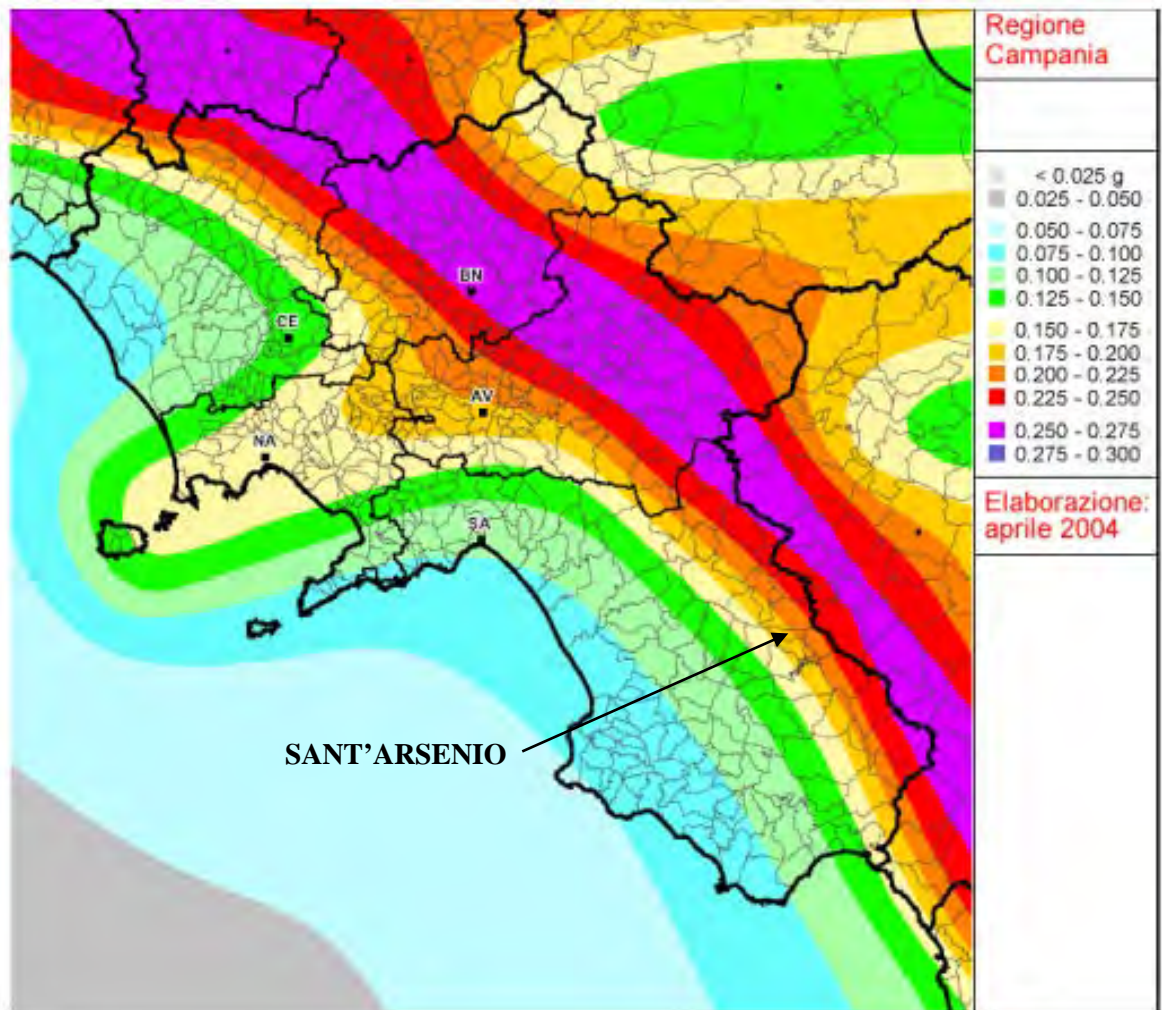 Regione
Campania
< 0.025 g
0.025 - 0.050
0.050 - 0.075
0.075 - 0.100
0.100 - 0.125
0.125 - 0.150
0.150 - 0.175
0.175 - 0.200
0.200 - 0.225
0.225 - 0.250
0.250 - 0.275
0.275 - 0.300
Elaborazione:
aprile 2004
BN
CE
AV
NA
SA
SANT’ARSENIO